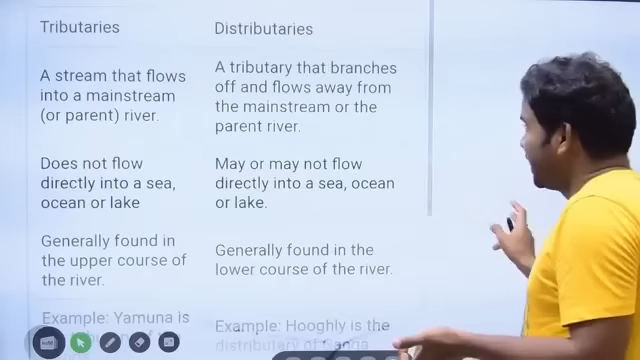 Tributaries
Distributaries
A stream that flows
into a mainstream
(or parent) river.
A tributary that branches
off and flows away from
the mainstream or the
parent river.
Does not flow
directly into a sea,
ocean or lake
May or may not flow
directly into a sea, ocean
or lake.
Generally found in
the upper course of
the river.
Generally found in the
lower course of the river.
Example: Yamuna is
Example: Hooghly is the
distributary of Ganga